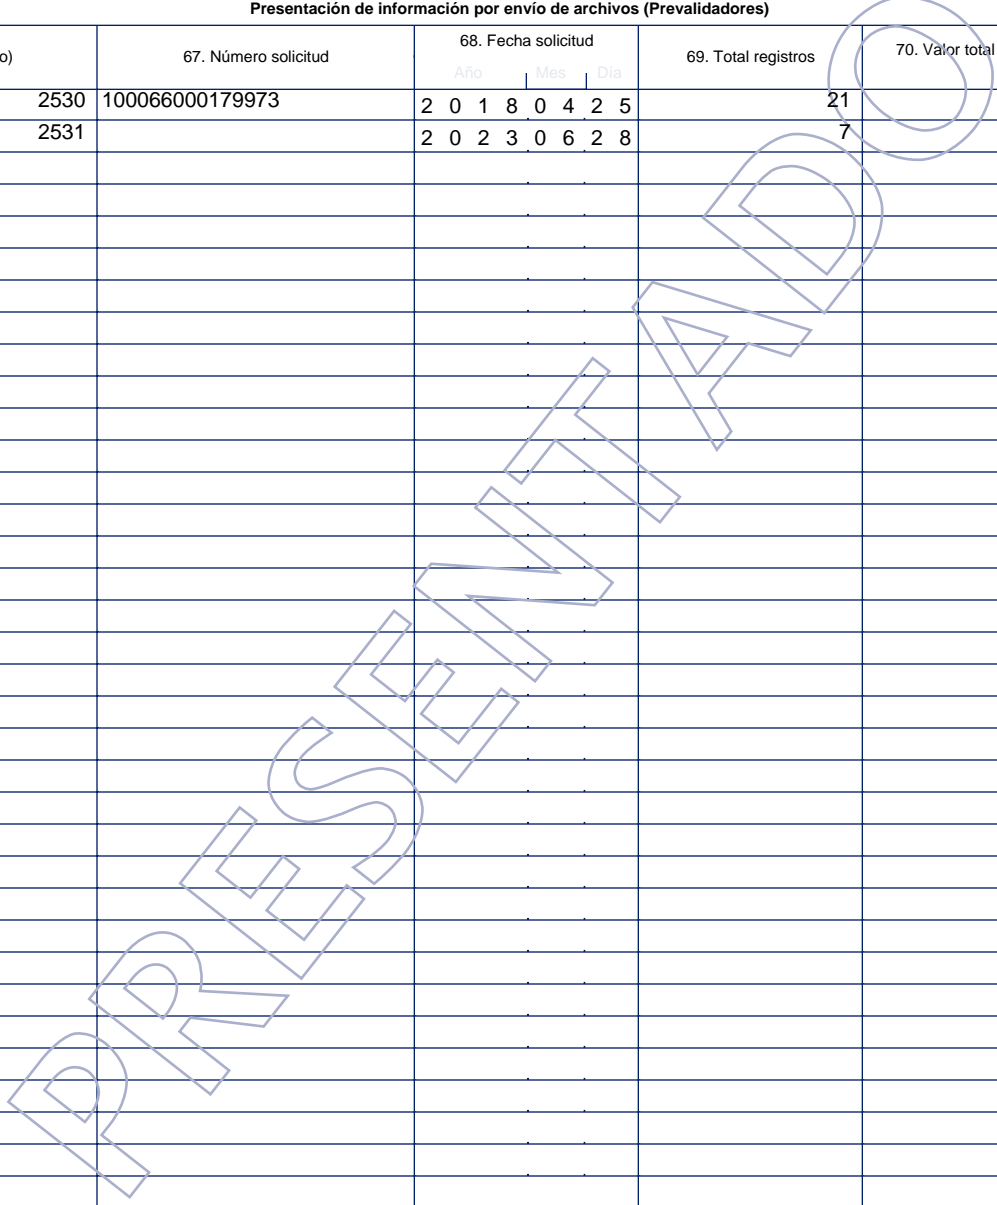 Presentación de información por envío de archivos (Prevalidadores)
o) 67. Número solicitud 68. Fecha solicitud 69. Total registros 70. Valor total
Año Mes Día
2530 100066000179973 2 0 1 8 0 4 2 5 21
2531 2 0 2 3 0 6 2 8 7
PRESENTADO